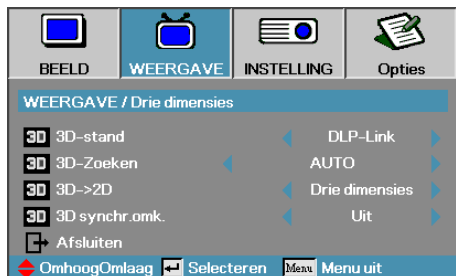 BEELD WEERGAVE INSTELLING Opties
WEERGAVE / Drie dimensies
3D 3D-stand DLP-Link
3D 3D-Zoeken AUTO
3D 3D->2D Drie dimensies
3D 3D synchr.omk. Uit
Afsluiten
OmhoogOmlaag Selecteren Menu Menu uit